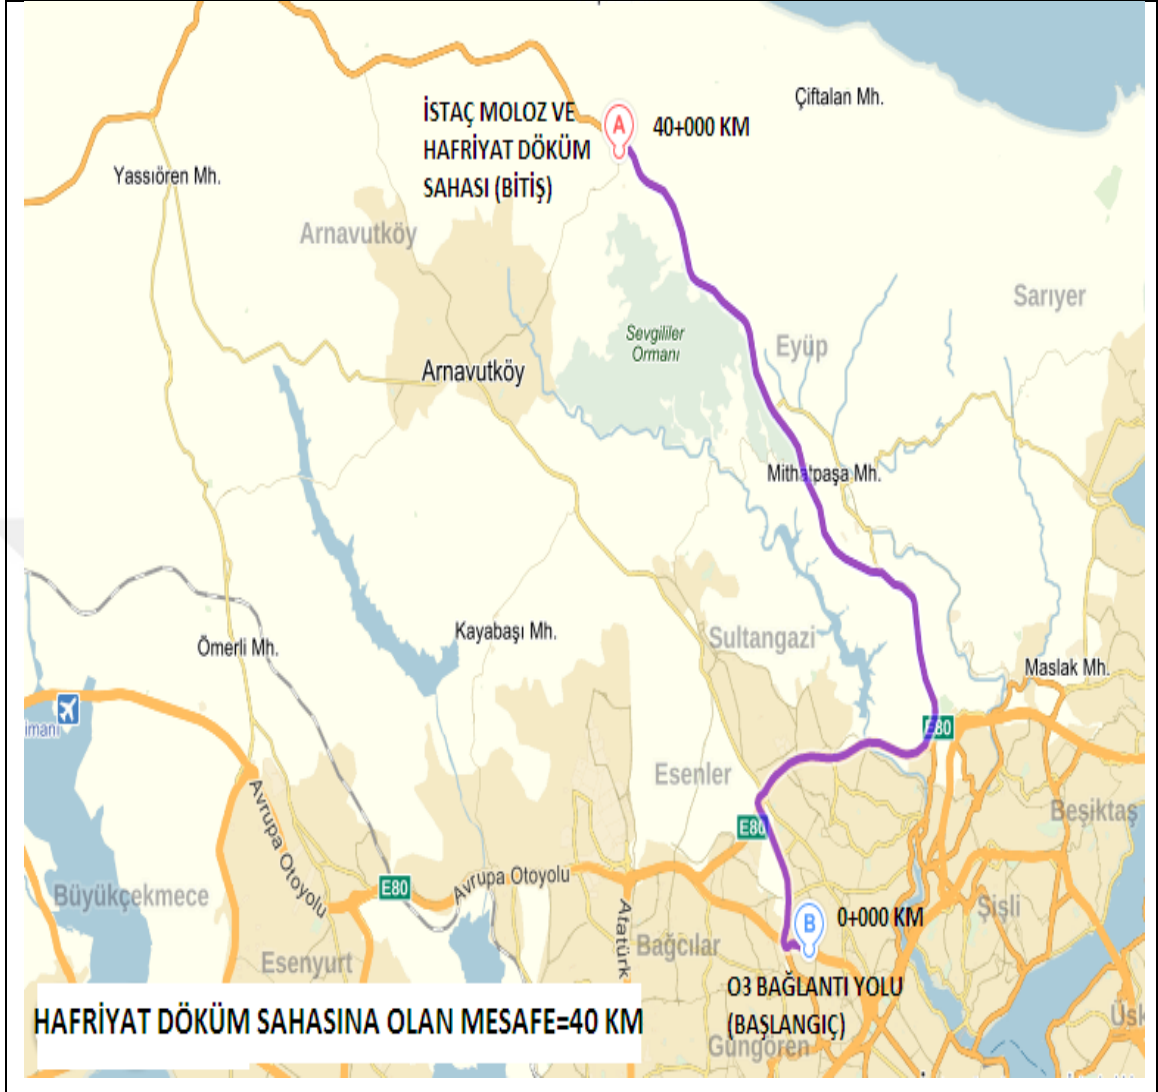 Çiftalan Mh.
İSTAÇ MOLOZ VE
HAFRİYAT DÖKÜM
SAHASI (BİTİŞ)
A
40+000 KM
Yassıören Mh.
Arnavutköy
Sarıyer
Sevgililer
Ormanı
Eyüp
Arnavutköy
Mithatpaşa Mh.
Kayabaşı Mh.
Sultangazi
Ömerli Mh.
Maslak Mh.
imanı
E80
Esenler
Beşiktaş
E80
Avrupa Otoyolu
Avrupa Otoyolu
E80
Büyükçekmece
Atatürk
Şişli
B
0+000 KM
Bağcılar
Esenyurt
O3 BAĞLANTI YOLU
(BAŞLANGIÇ)
Güngören
Üsk
HAFRİYAT DÖKÜM SAHASINA OLAN MESAFE=40 KM